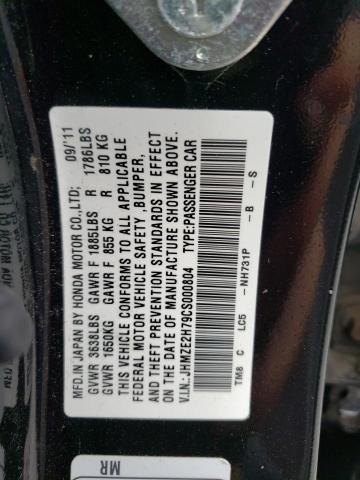 MFD. IN JAPAN BY HONDA MOTOR CO.,LTD; 09/'11
GVWR 3638LBS GAWR F 1885LBS R 1786LBS
GVWR 1650KG GAWR F 855 KG R 810 KG
THIS VEHICLE CONFORMS TO ALL APPLICABLE
FEDERAL MOTOR VEHICLE SAFETY ,BUMPER,
AND THEFT PREVENTION STANDARDS IN EFFECT
ON THE DATE OF MANUFACTURE SHOWN ABOVE.
V.I.N.: JHMZE2H79CS000804 TYPE:PASSENGER CAR
TM8 C LC5 -NH731P -B -S
MR